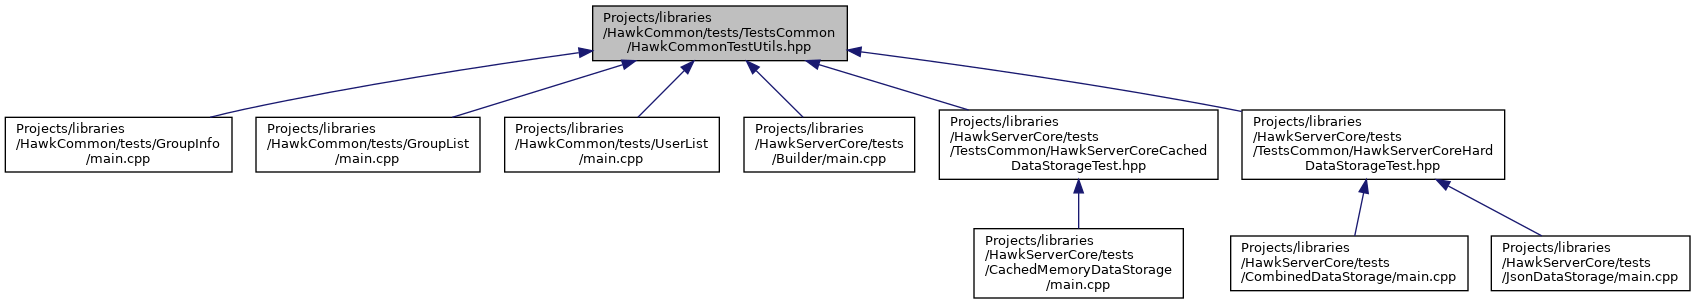 Projects/libraries
/HawkCommon/tests/TestsCommon
/HawkCommonTestUtils.hpp
Projects/libraries
/HawkCommon/tests/GroupInfo
/main.cpp
Projects/libraries
/HawkCommon/tests/GroupList
/main.cpp
Projects/libraries
/HawkCommon/tests/UserList
/main.cpp
Projects/libraries
/HawkServerCore/tests
/Builder/main.cpp
Projects/libraries
/HawkServerCore/tests
/TestsCommon/HawkServerCoreCached
DataStorageTest.hpp
Projects/libraries
/HawkServerCore/tests
/TestsCommon/HawkServerCoreHard
DataStorageTest.hpp
Projects/libraries
/HawkServerCore/tests
/CachedMemoryDataStorage
/main.cpp
Projects/libraries
/HawkServerCore/tests
/CombinedDataStorage/main.cpp
Projects/libraries
/HawkServerCore/tests
/JsonDataStorage/main.cpp